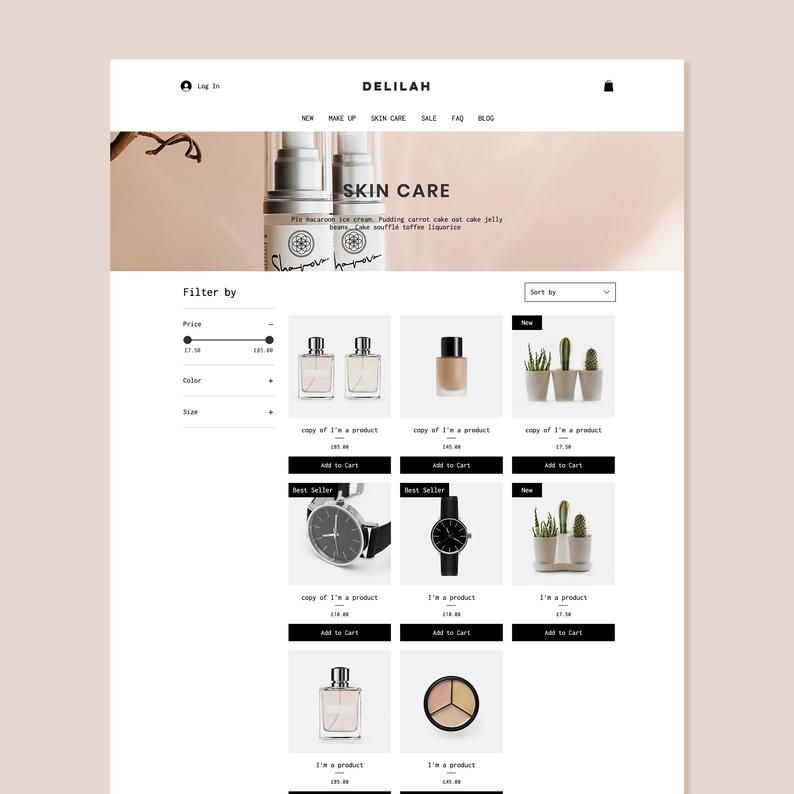 Log In
DELILAH
NEW MAKE UP SKIN CARE SALE FAQ BLOG
SKIN CARE
Pie macaroon ice cream. Pudding carrot cake oat cake jelly
beans. Cake soufflé toffee liquorice
Filter by
Sort by
Price
£7.50 £85.00
Color
Size
New
copy of I'm a product
£85.00
Add to Cart
copy of I'm a product
£45.00
Add to Cart
copy of I'm a product
£7.50
Add to Cart
Best Seller
Best Seller
New
copy of I'm a product
£10.00
Add to Cart
I'm a product
£10.00
Add to Cart
I'm a product
£7.50
Add to Cart
I'm a product
£85.00
I'm a product
£45.00